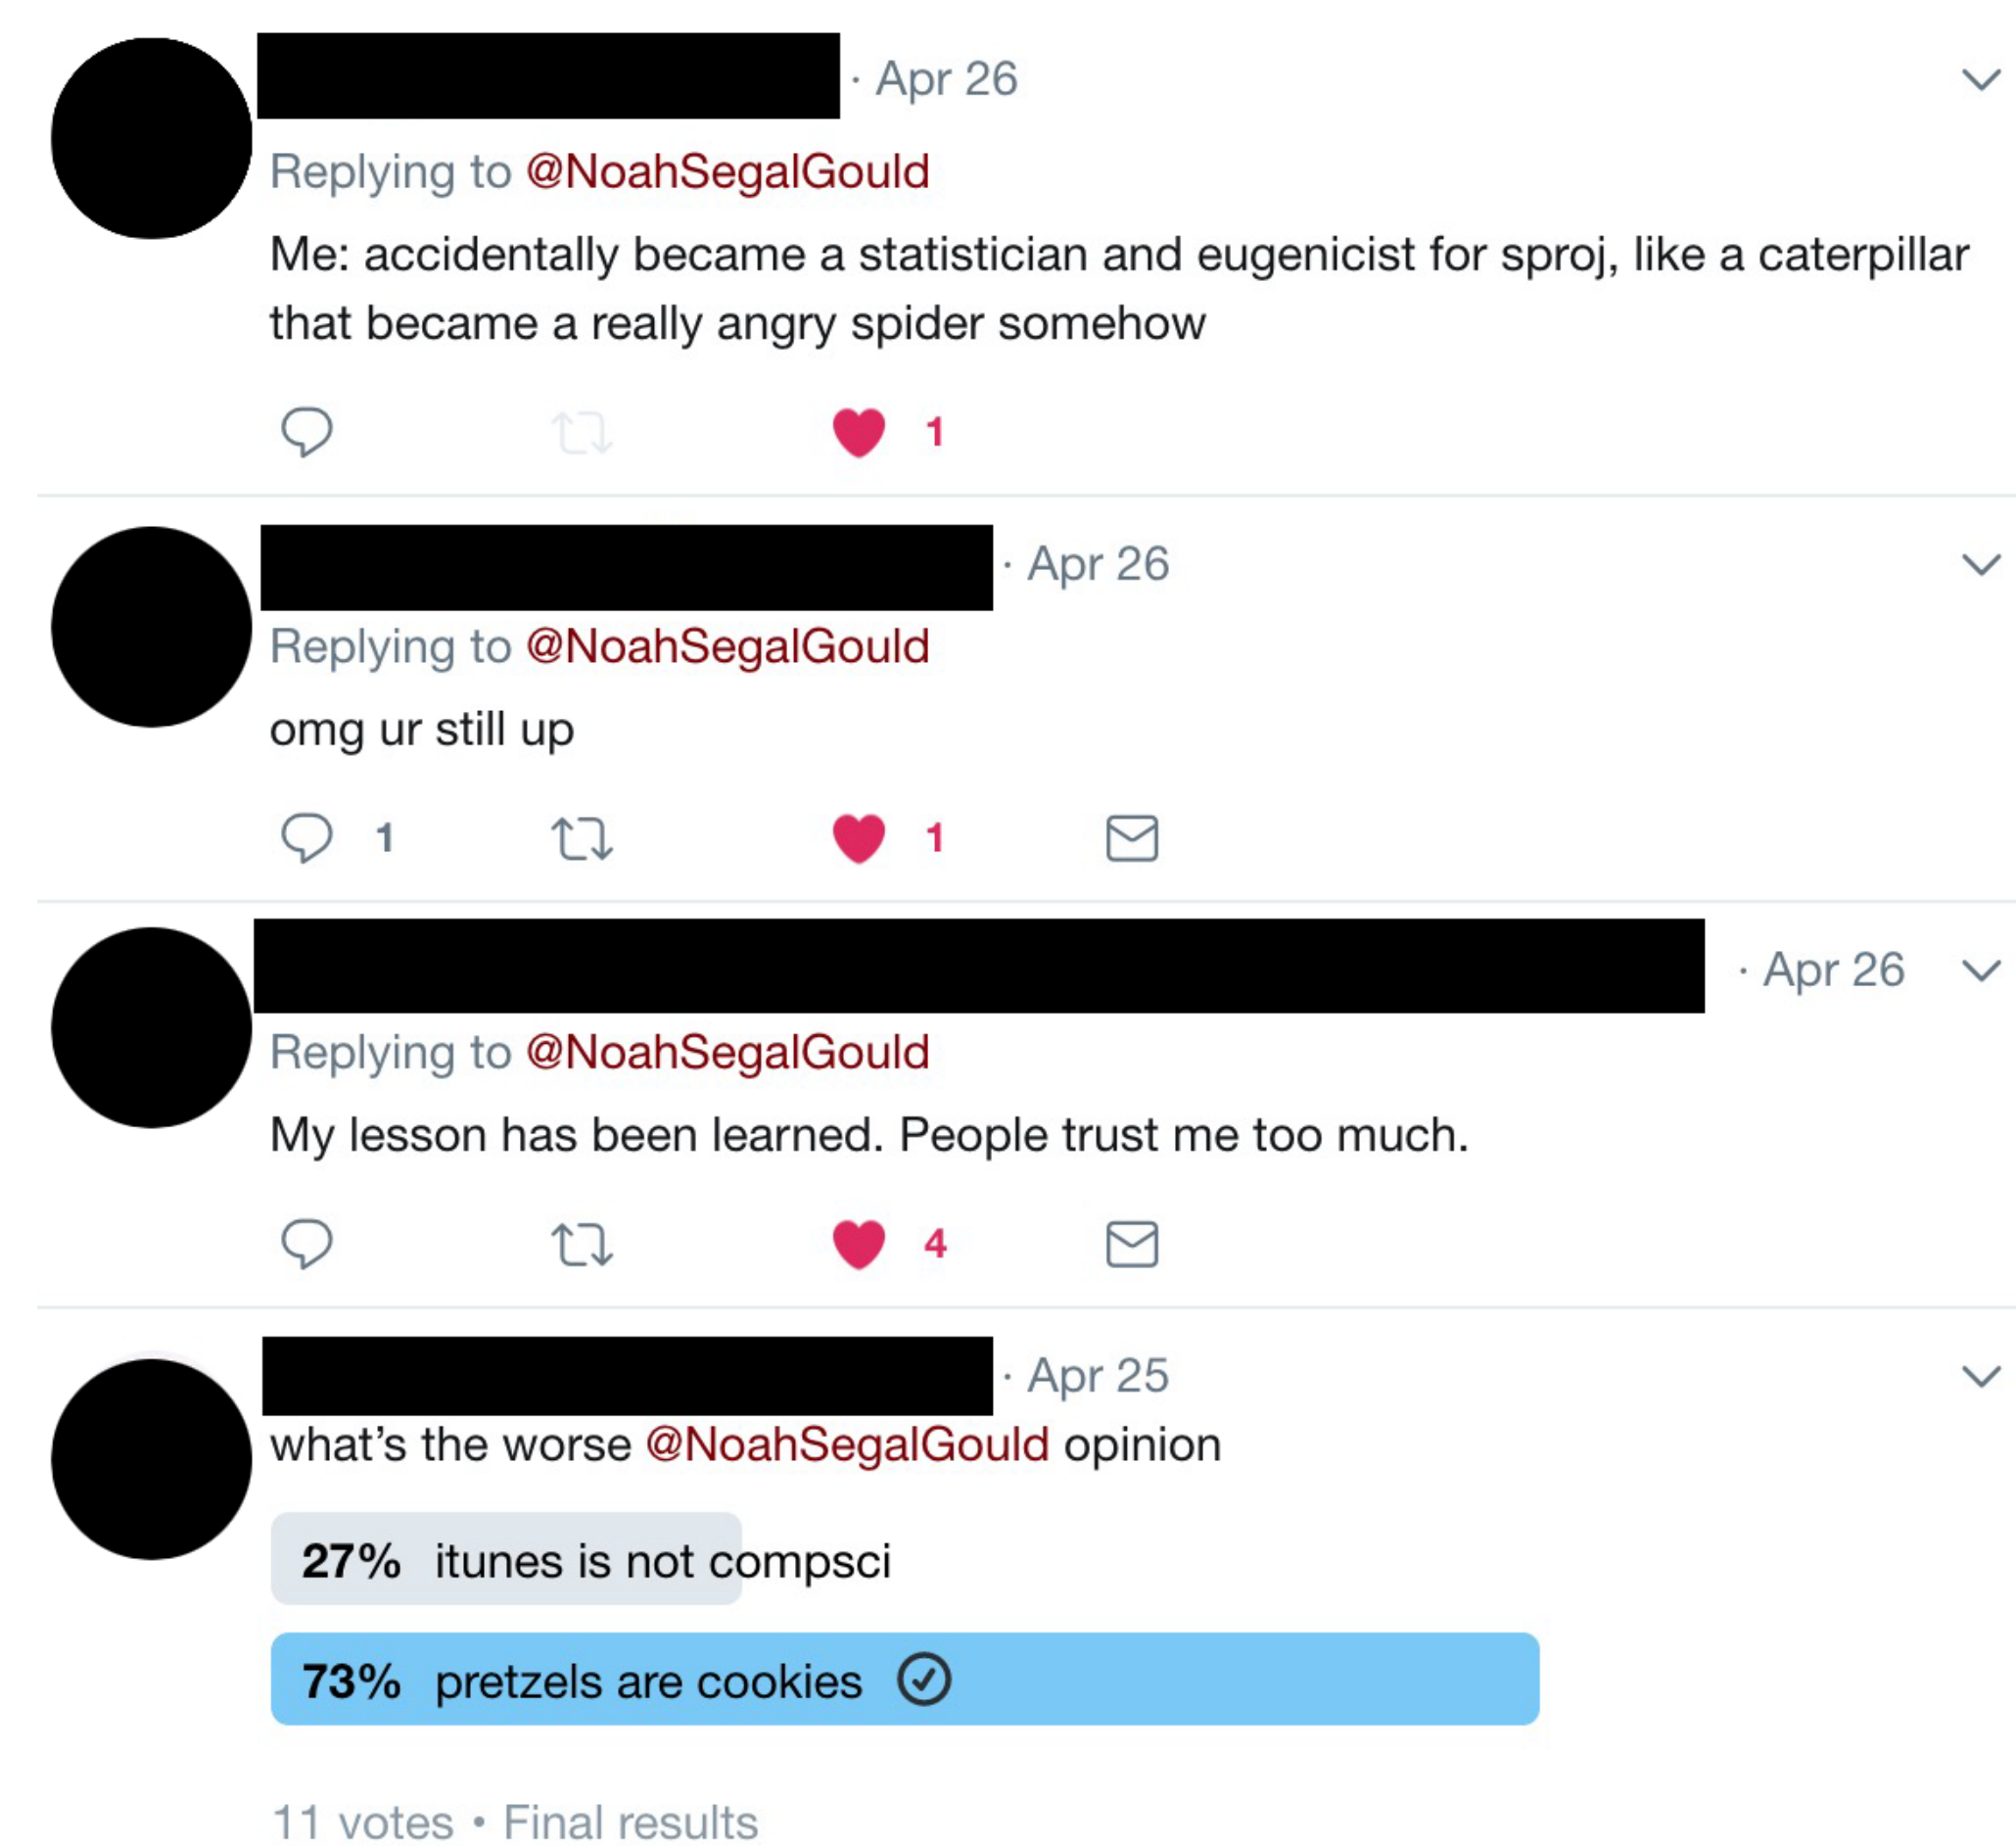 · Apr 26
Replying to @NoahSegalGould
Me: accidentally became a statistician and eugenicist for sproj, like a caterpillar
that became a really angry spider somehow
1
· Apr 26
Replying to @NoahSegalGould
omg ur still up
1 1
· Apr 26
Replying to @NoahSegalGould
My lesson has been learned. People trust me too much.
4
· Apr 25
what's the worse @NoahSegalGould opinion
27% itunes is not compsci
73% pretzels are cookies
11 votes • Final results